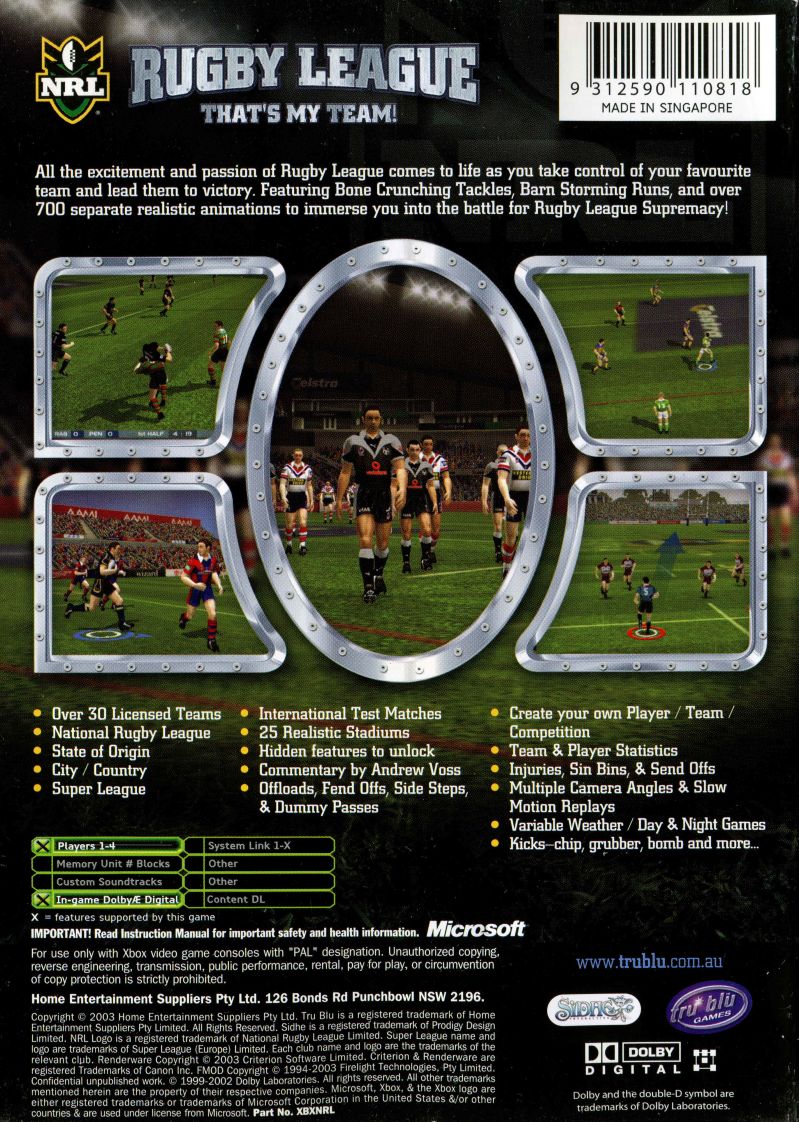 NRL
RUGBY LEAGUE
THAT'S MY TEAM!
9 312590 110818
MADE IN SINGAPORE
All the excitement and passion of Rugby League comes to life as you take control of your favourite
team and lead them to victory. Featuring Bone Crunching Tackles, Barn Storming Runs, and over
700 separate realistic animations to immerse you into the battle for Rugby League Supremacy!
RAB 0 PEN 0 1st HALF 4 : 19
Telstra
AAMI
AAMI
5
• Over 30 Licensed Teams
• National Rugby League
• State of Origin
• City / Country
• Super League
• International Test Matches
• 25 Realistic Stadiums
• Hidden features to unlock
• Commentary by Andrew Voss
• Offloads, Fend Offs, Side Steps,
& Dummy Passes
• Create your own Player / Team /
Competition
• Team & Player Statistics
• Injuries, Sin Bins, & Send Offs
• Multiple Camera Angles & Slow
Motion Replays
• Variable Weather / Day & Night Games
• Kicks–chip, grubber, bomb and more...
X Players 1-4
System Link 1-X
Memory Unit # Blocks
Other
Custom Soundtracks
Other
X In-game DolbyÆ Digital
Content DL
X = features supported by this game
IMPORTANT! Read Instruction Manual for important safety and health information. Microsoft
For use only with Xbox video game consoles with "PAL" designation. Unauthorized copying,
reverse engineering, transmission, public performance, rental, pay for play, or circumvention
of copy protection is strictly prohibited.
Home Entertainment Suppliers Pty Ltd. 126 Bonds Rd Punchbowl NSW 2196.
Copyright © 2003 Home Entertainment Suppliers Pty Ltd. Tru Blu is a registered trademark of Home
Entertainment Suppliers Pty Limited. All Rights Reserved. Sidhe is a registered trademark of Prodigy Design
Limited. NRL Logo is a registered trademark of National Rugby League Limited. Super League name and
logo are trademarks of Super League (Europe) Limited. Each club name and logo are the trademarks of the
relevant club. Renderware Copyright © 2003 Criterion Software Limited. Criterion & Renderware are
registered Trademarks of Canon Inc. FMOD Copyright © 1994-2003 Firelight Technologies, Pty Limited.
Confidential unpublished work. © 1999-2002 Dolby Laboratories. All rights reserved. All other trademarks
mentioned herein are the property of their respective companies. Microsoft, Xbox, & the Xbox logo are
either registered trademarks or trademarks of Microsoft Corporation in the United States &/or other
countries & are used under license from Microsoft. Part No. XBXNRL
www.trublu.com.au
SIDHE
INTERACTIVE
tru blu
GAMES
DOLBY
DIGITAL
Dolby and the double-D symbol are
trademarks of Dolby Laboratories.